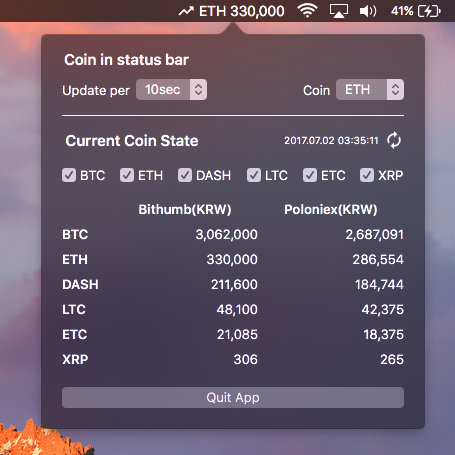 ETH 330,000 41%
Coin in status bar
Update per 10sec Coin ETH
Current Coin State 2017.07.02 03:35:11
BTC ETH DASH LTC ETC XRP
Bithumb(KRW) Poloniex(KRW)
BTC 3,062,000 2,687,091
ETH 330,000 286,554
DASH 211,600 184,744
LTC 48,100 42,375
ETC 21,085 18,375
XRP 306 265
Quit App